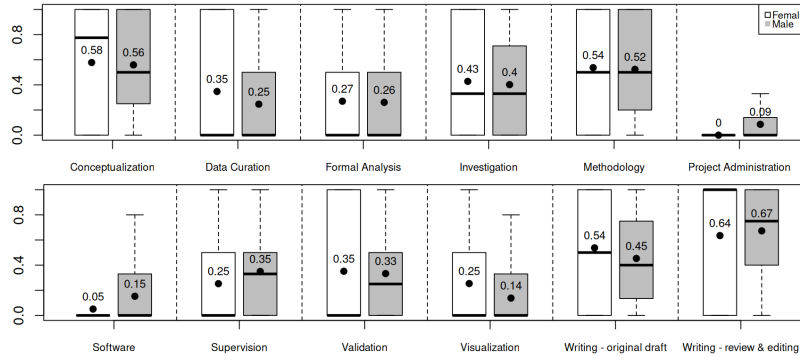 Femal
Male
0.8
0.4
0.0
0.58
0.56
0.35
0.25
0.27
0.26
0.43
0.4
0.54
0.52
0
0.09
Conceptualization
Data Curation
Formal Analysis
Investigation
Methodology
Project Administration
0.8
0.4
0.0
0.05
0.15
0.25
0.35
0.35
0.33
0.25
0.14
0.54
0.45
0.64
0.67
Software
Supervision
Validation
Visualization
Writing - original draft
Writing - review & editing